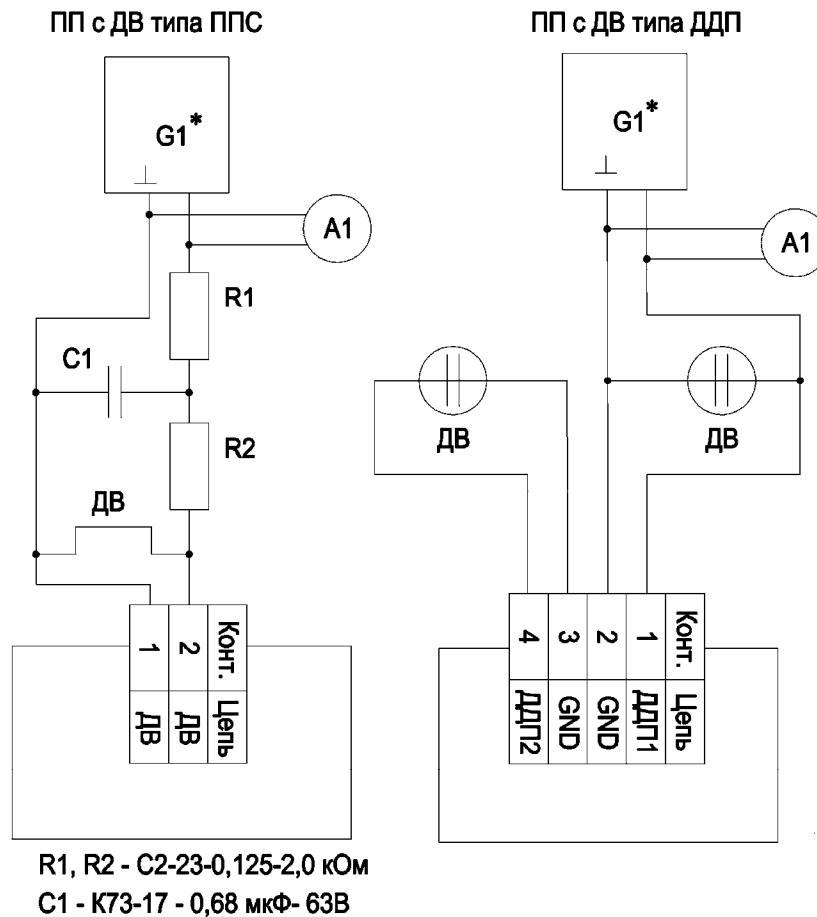 ПП с ДВ типа ППС
G1*
A1
R1
C1
R2
ДВ
1
2
Конт.
ДВ
ДВ
Цепь
R1, R2 - С2-23-0,125-2,0 кОм
С1 - К73-17 - 0,68 мкФ- 63В
ПП с ДВ типа ДДП
G1*
A1
ДВ
ДВ
4
3
2
1
Конт.
ДДП2
GND
GND
ДДП1
Цепь